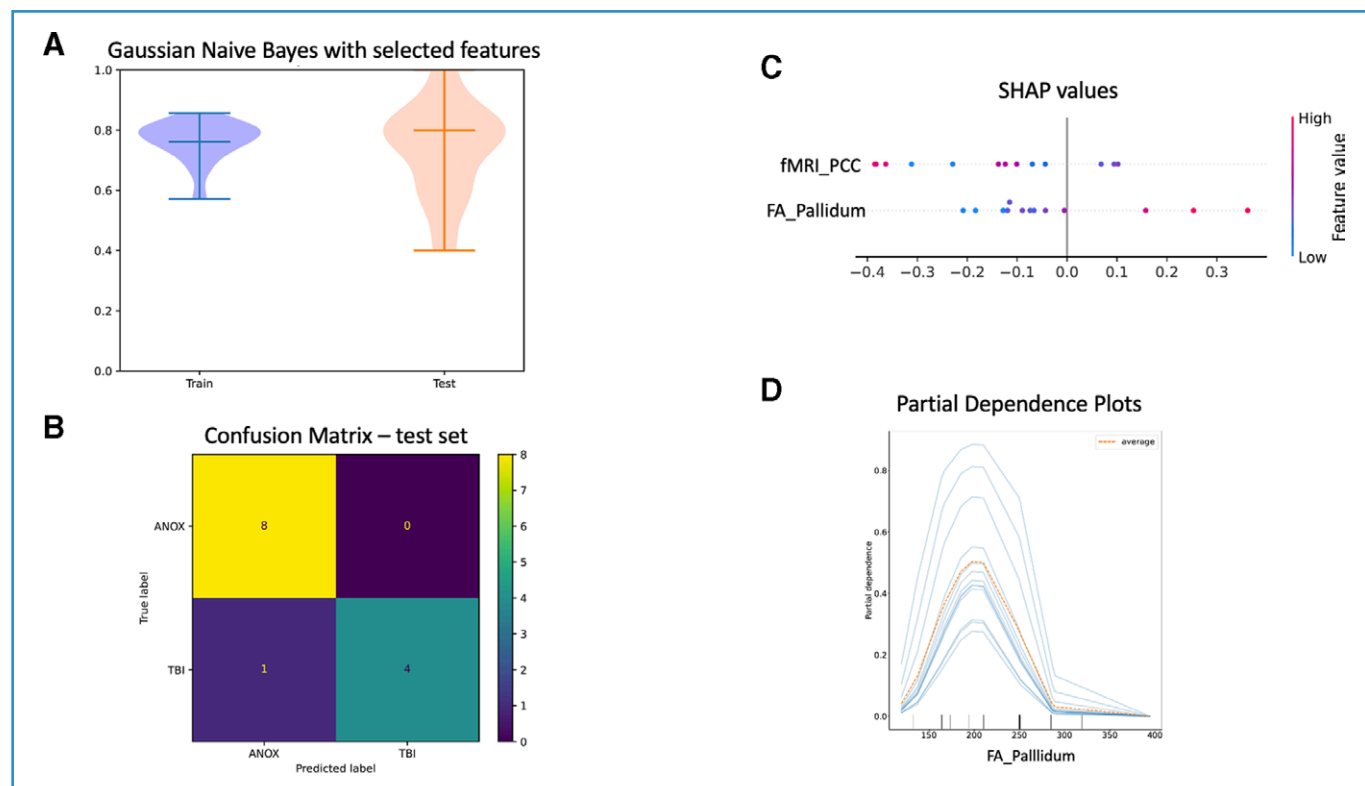 A
Gaussian Naive Bayes with selected features
1.0
0.8
0.6
0.4
0.2
0.0
Train
Test
B
Confusion Matrix – test set
ANOX
8
0
TBI
1
4
True label
ANOX
TBI
Predicted label
8
7
6
5
4
3
2
1
0
C
SHAP values
fMRI_PCC
FA_Pallidum
−0.4
−0.3
−0.2
−0.1
0.0
0.1
0.2
0.3
High
Low
Feature value
D
Partial Dependence Plots
average
0.8
0.6
0.4
0.2
0.0
Partial dependence
150
200
250
300
350
400
FA_Palllidum